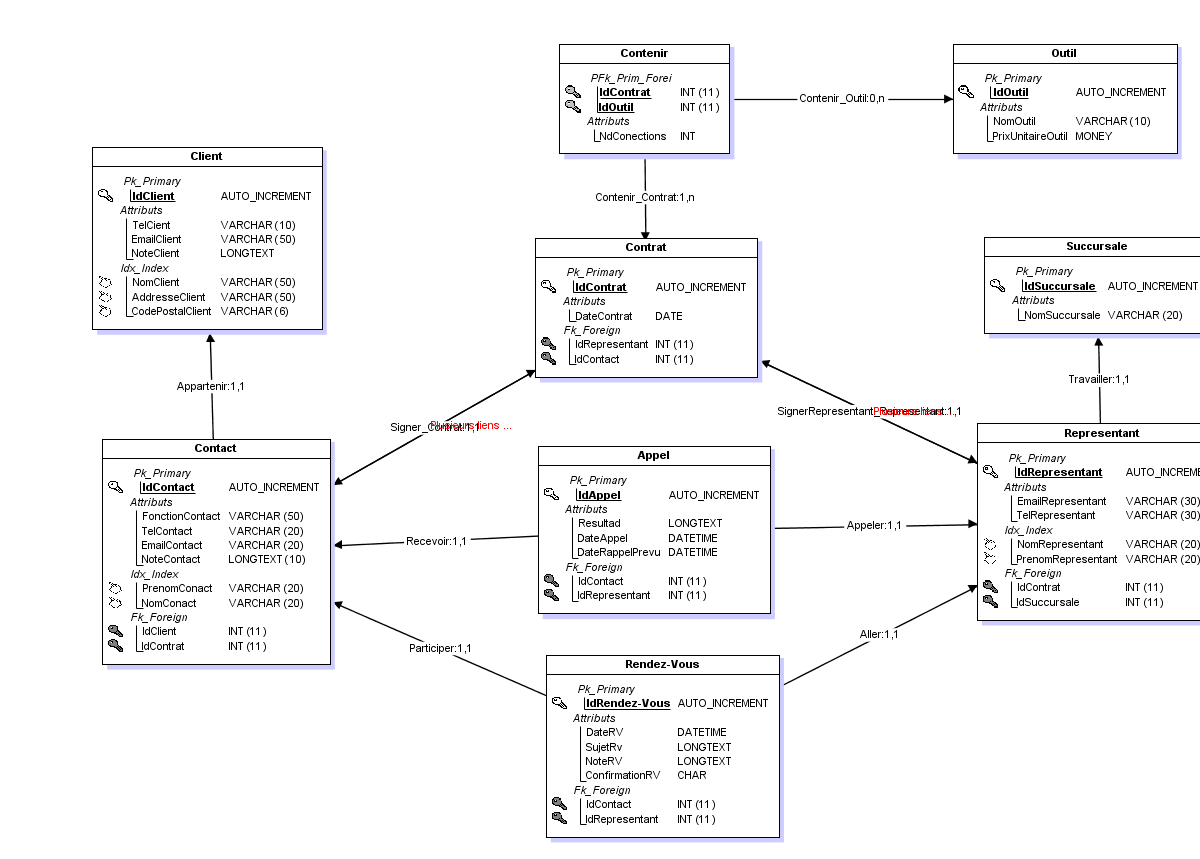 Contenir
PFk_Prim_Forei
IdContrat INT (11)
IdOutil INT (11)
Attributs
NdConections INT
Contenir_Outil:0,n
Outil
Pk_Primary
IdOutil AUTO_INCREMENT
Attributs
NomOutil VARCHAR (10)
PrixUnitaireOutil MONEY
Client
Pk_Primary
IdClient AUTO_INCREMENT
Attributs
TelCient VARCHAR (10)
EmailClient VARCHAR (50)
NoteClient LONGTEXT
Idx_Index
NomClient VARCHAR (50)
AddresseClient VARCHAR (50)
CodePostalClient VARCHAR (6)
Contenir_Contrat:1,n
Contrat
Pk_Primary
IdContrat AUTO_INCREMENT
Attributs
DateContrat DATE
Fk_Foreign
IdRepresentant INT (11)
IdContact INT (11)
Succursale
Pk_Primary
IdSuccursale AUTO_INCREMENT
Attributs
NomSuccursale VARCHAR (20)
Appartenir:1,1
Travailler:1,1
Signer_Contrat:1,1
Plusieurs liens ...
SignerRepresentant_Representant:1,1
Contact
Pk_Primary
IdContact AUTO_INCREMENT
Attributs
FonctionContact VARCHAR (50)
TelContact VARCHAR (20)
EmailContact VARCHAR (20)
NoteContact LONGTEXT (10)
Idx_Index
PrenomConact VARCHAR (20)
NomConact VARCHAR (20)
Fk_Foreign
IdClient INT (11)
IdContrat INT (11)
Recevoir:1,1
Appel
Pk_Primary
IdAppel AUTO_INCREMENT
Attributs
Resultad LONGTEXT
DateAppel DATETIME
DateRappelPrevu DATETIME
Fk_Foreign
IdContact INT (11)
IdRepresentant INT (11)
Appeler:1,1
Representant
Pk_Primary
IdRepresentant AUTO_INCREME
Attributs
EmailRepresentant VARCHAR (30)
TelRepresentant VARCHAR (30)
Idx_Index
NomRepresentant VARCHAR (20)
PrenomRepresentant VARCHAR (20)
Fk_Foreign
IdContrat INT (11)
IdSuccursale INT (11)
Participer:1,1
Aller:1,1
Rendez-Vous
Pk_Primary
IdRendez-Vous AUTO_INCREMENT
Attributs
DateRV DATETIME
SujetRv LONGTEXT
NoteRV LONGTEXT
ConfirmationRV CHAR
Fk_Foreign
IdContact INT (11)
IdRepresentant INT (11)